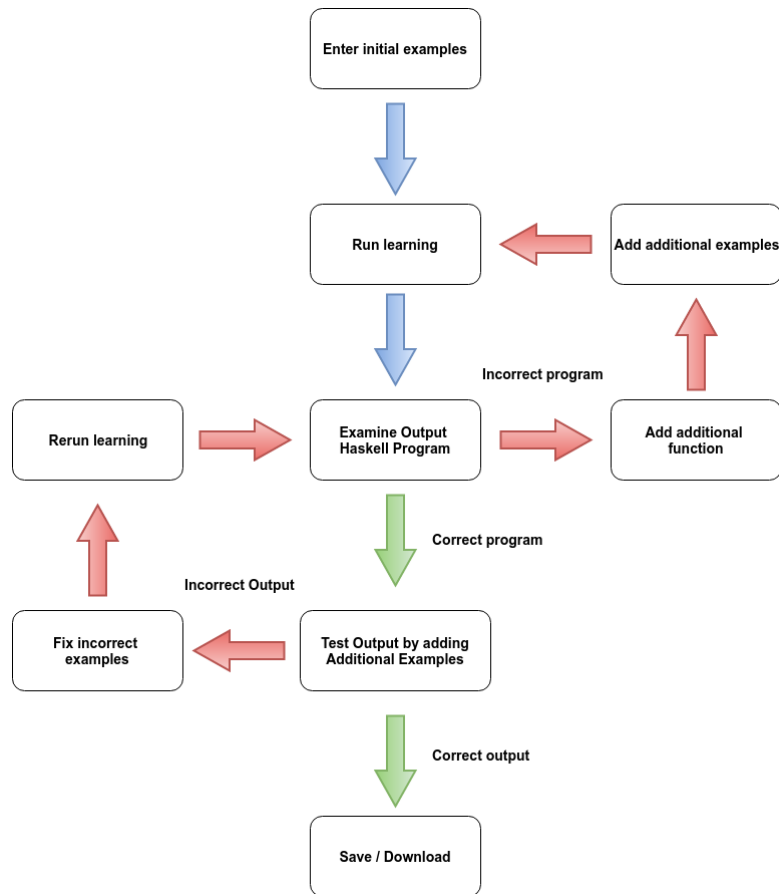 Enter initial examples
Run learning
Add additional examples
Incorrect program
Rerun learning
Examine Output
Haskell Program
Add additional
function
Correct program
Incorrect Output
Fix incorrect
examples
Test Output by adding
Additional Examples
Correct output
Save / Download